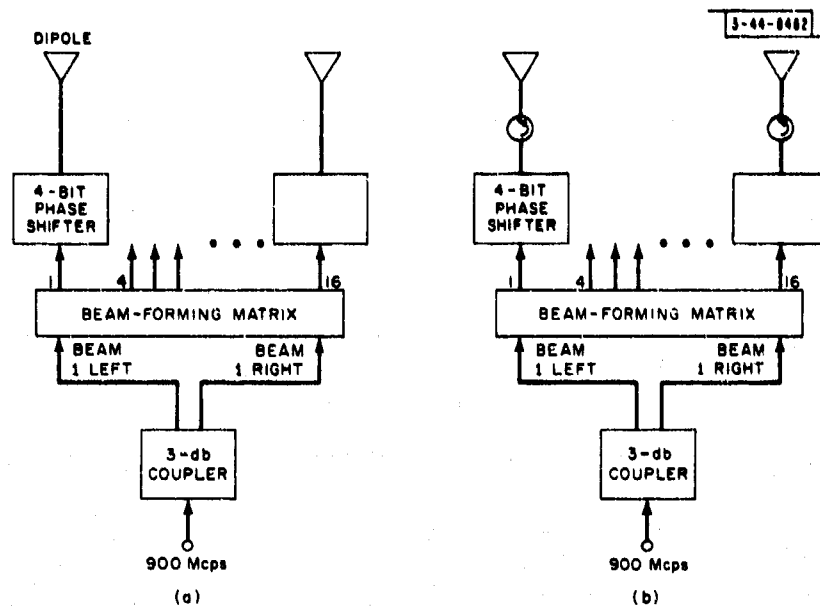 3-44-8482
DIPOLE
4-BIT
PHASE
SHIFTER
1
4
16
BEAM-FORMING MATRIX
BEAM
1 LEFT
BEAM
1 RIGHT
3-db
COUPLER
900 Mcps
(a)
4-BIT
PHASE
SHIFTER
1
4
16
BEAM-FORMING MATRIX
BEAM
1 LEFT
BEAM
1 RIGHT
3-db
COUPLER
900 Mcps
(b)